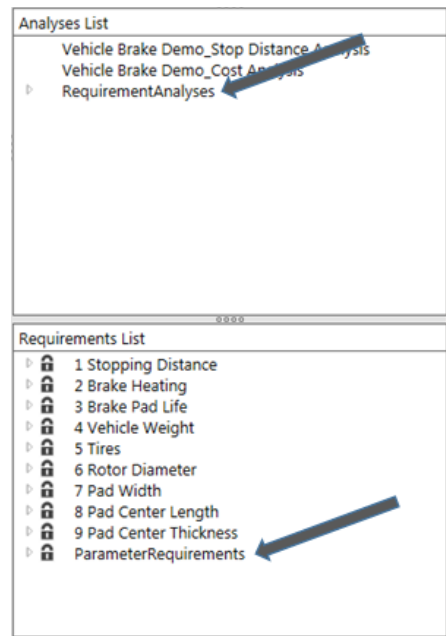 Analyses List
Vehicle Brake Demo_Stop Distance Analysis
Vehicle Brake Demo_Cost Analysis
RequirementAnalyses
Requirements List
1 Stopping Distance
2 Brake Heating
3 Brake Pad Life
4 Vehicle Weight
5 Tires
6 Rotor Diameter
7 Pad Width
8 Pad Center Length
9 Pad Center Thickness
ParameterRequirements